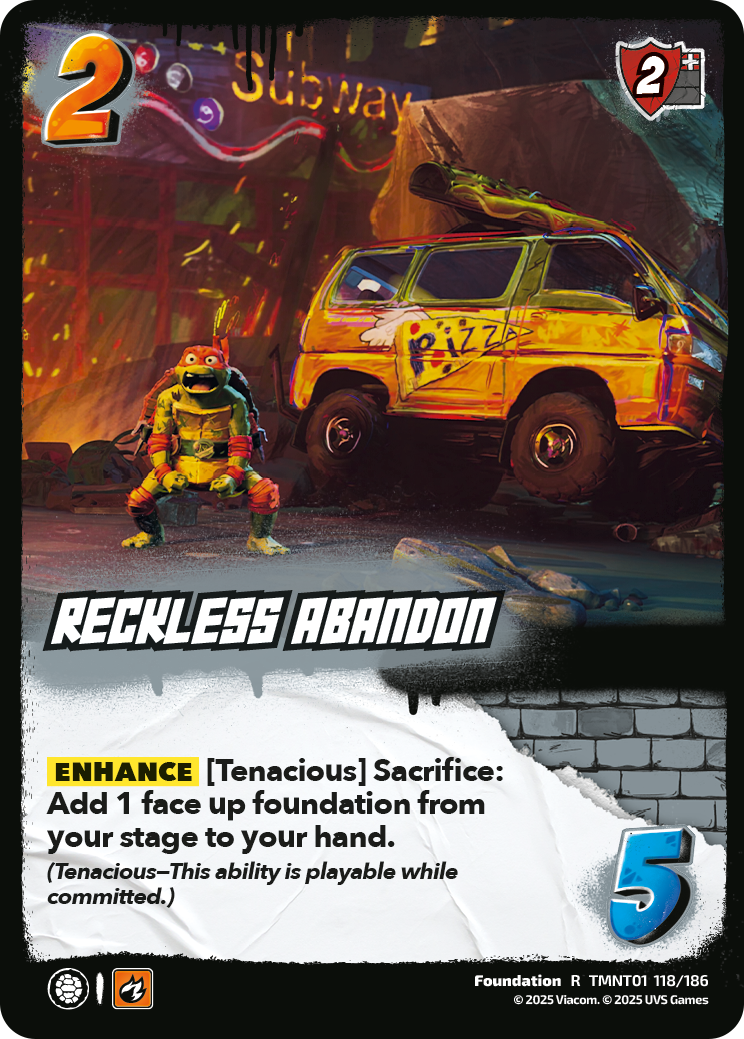 2
Subway
2
PIZZA
RECKLESS ABANDON
ENHANCE [Tenacious] Sacrifice:
Add 1 face up foundation from
your stage to your hand.
(Tenacious—This ability is playable while
committed.)
5
Foundation R TMNT01 118/186
© 2025 Viacom. © 2025 UVS Games